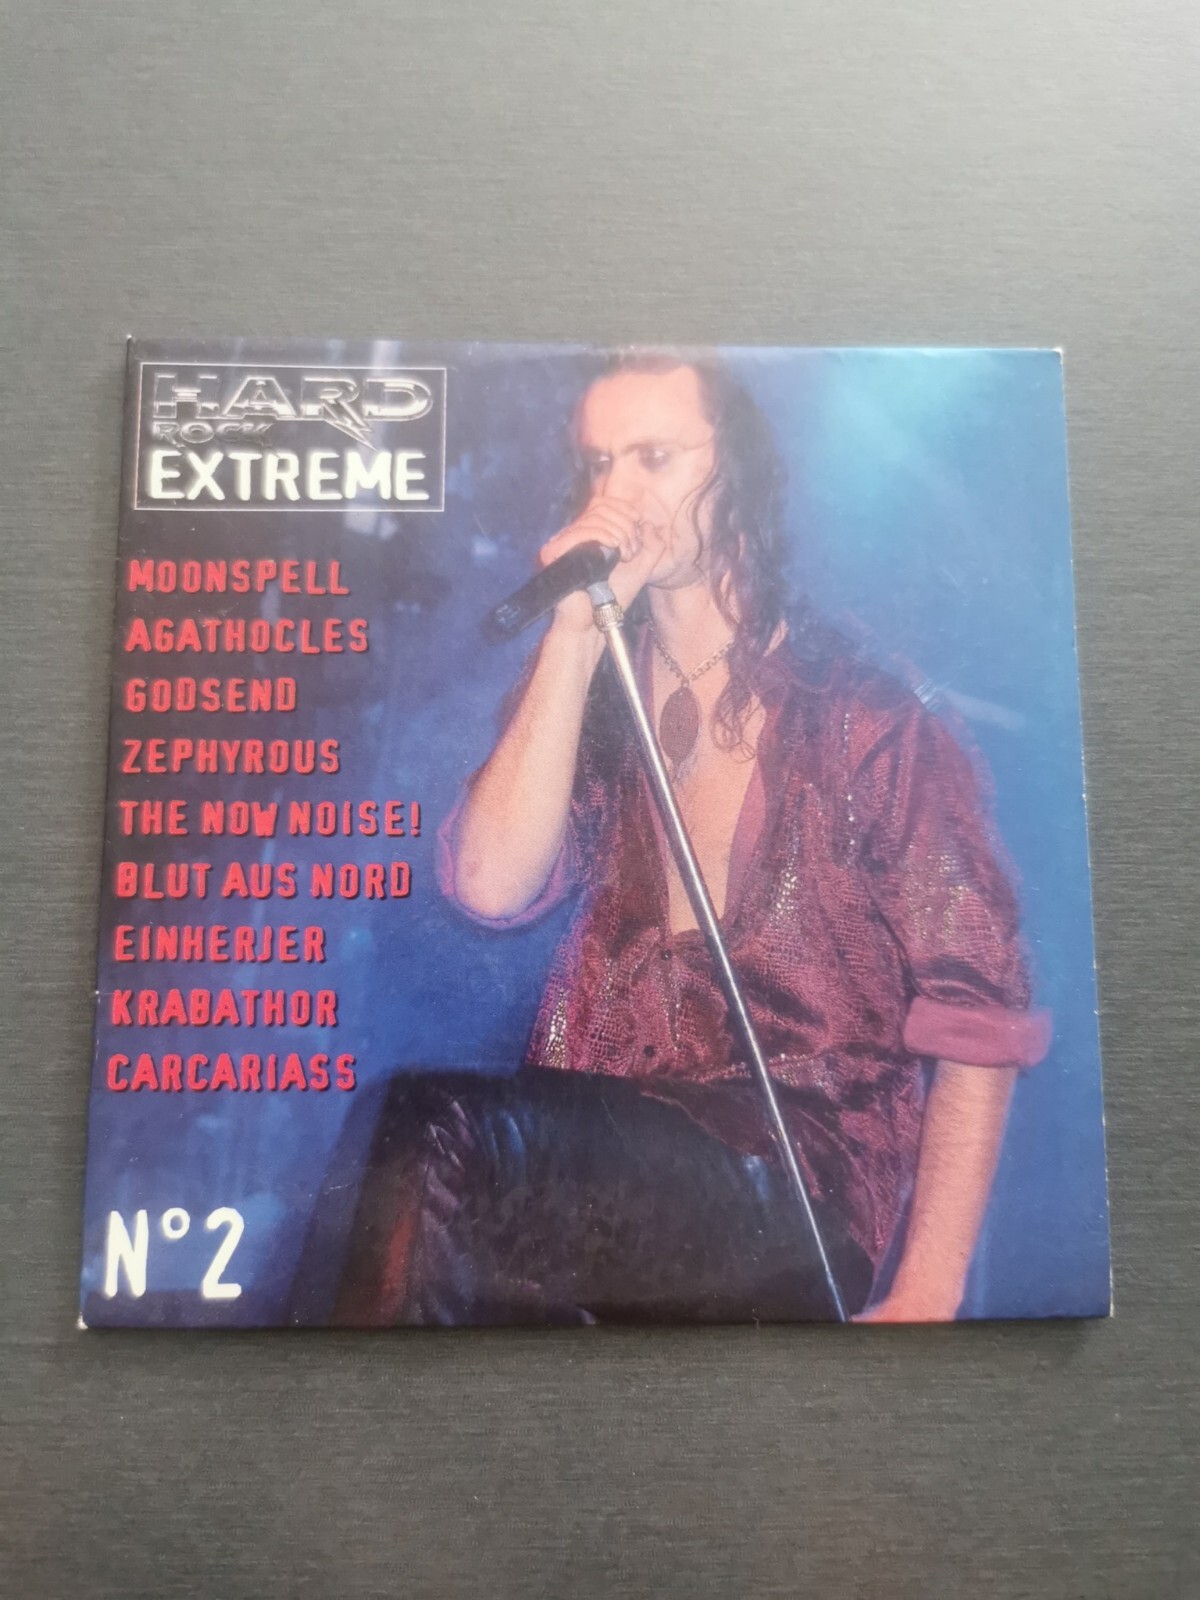 HARD
ROCK
EXTREME
MOONSPELL
AGATHOCLES
GODSEND
ZEPHYROUS
THE NOW NOISE!
BLUT AUS NORD
EINHERJER
KRABATHOR
CARCARIASS
N° 2